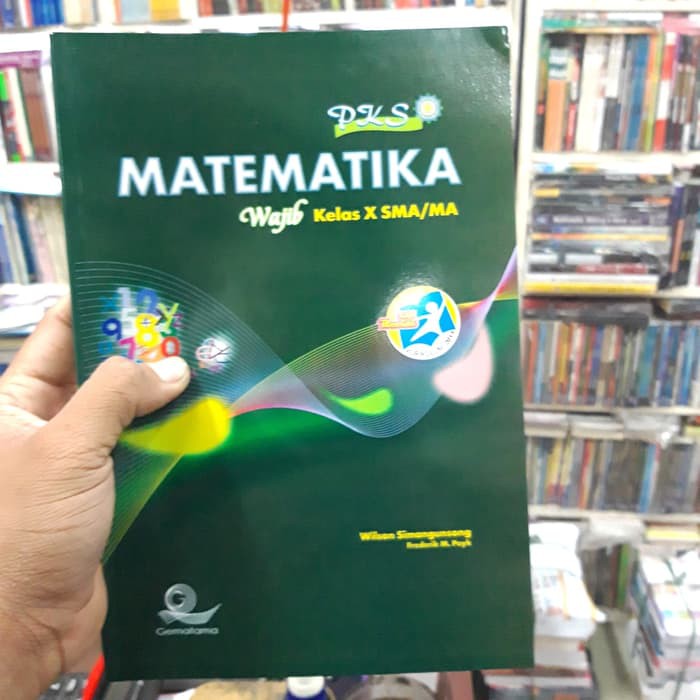 PKS
MATEMATIKA
Wajib Kelas X SMA/MA
Wilson Simangunsong
Frederik M. Poyk
Gematama